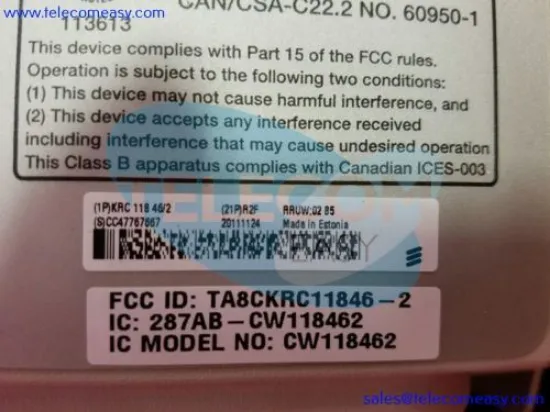 www.telecomeasy.com
CAN/CSA-C22.2 NO. 60950-1
113613
This device complies with Part 15 of the FCC rules.
Operation is subject to the following two conditions:
(1) This device may not cause harmful interference, and
(2) This device accepts any interference received
including interference that may cause undesired operation
This Class B apparatus complies with Canadian ICES-003
TELECOM
(1P)KRC 118 46/2 (21P)R2F
(S)CC47767667 20111124 Made in Estonia
EASY
FCC ID: TA8CKRC11846-2
IC: 287AB-CW118462
IC MODEL NO: CW118462
sales@telecomeasy.com